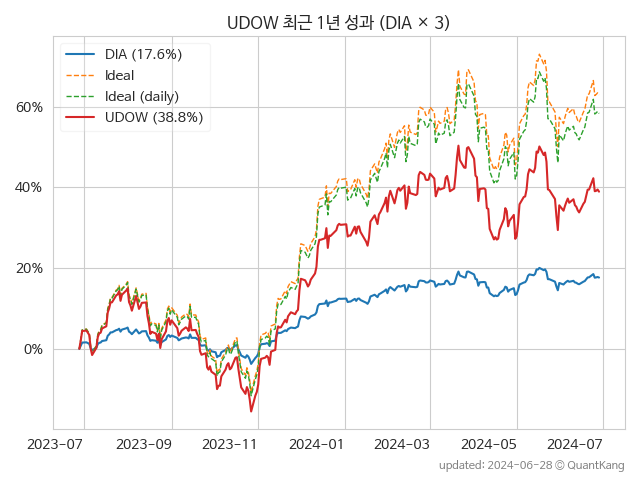 UDOW 최근 1년 성과 (DIA × 3)
DIA (17.6%)
Ideal
Ideal (daily)
UDOW (38.8%)
60%
40%
20%
0%
2023-07 2023-09 2023-11 2024-01 2024-03 2024-05 2024-07
updated: 2024-06-28 © QuantKang